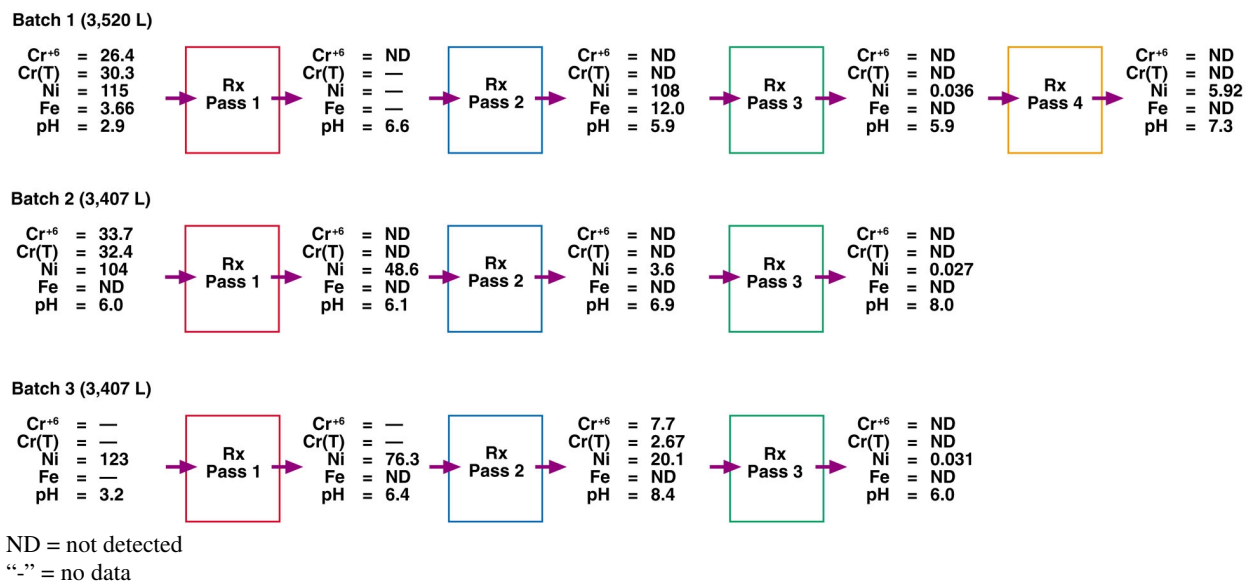 Batch 1 (3,520 L)
Cr+6 = 26.4
Cr(T) = 30.3
Ni = 115
Fe = 3.66
pH = 2.9
Rx
Pass 1
Cr+6 = ND
Cr(T) = —
Ni = —
Fe = —
pH = 6.6
Rx
Pass 2
Cr+6 = ND
Cr(T) = ND
Ni = 108
Fe = 12.0
pH = 5.9
Rx
Pass 3
Cr+6 = ND
Cr(T) = ND
Ni = 0.036
Fe = ND
pH = 5.9
Rx
Pass 4
Cr+6 = ND
Cr(T) = ND
Ni = 5.92
Fe = ND
pH = 7.3
Batch 2 (3,407 L)
Cr+6 = 33.7
Cr(T) = 32.4
Ni = 104
Fe = ND
pH = 6.0
Rx
Pass 1
Cr+6 = ND
Cr(T) = ND
Ni = 48.6
Fe = ND
pH = 6.1
Rx
Pass 2
Cr+6 = ND
Cr(T) = ND
Ni = 3.6
Fe = ND
pH = 6.9
Rx
Pass 3
Cr+6 = ND
Cr(T) = ND
Ni = 0.027
Fe = ND
pH = 8.0
Batch 3 (3,407 L)
Cr+6 = —
Cr(T) = —
Ni = 123
Fe = —
pH = 3.2
Rx
Pass 1
Cr+6 = —
Cr(T) = —
Ni = 76.3
Fe = ND
pH = 6.4
Rx
Pass 2
Cr+6 = 7.7
Cr(T) = 2.67
Ni = 20.1
Fe = ND
pH = 8.4
Rx
Pass 3
Cr+6 = ND
Cr(T) = ND
Ni = 0.031
Fe = ND
pH = 6.0
ND = not detected
“-” = no data